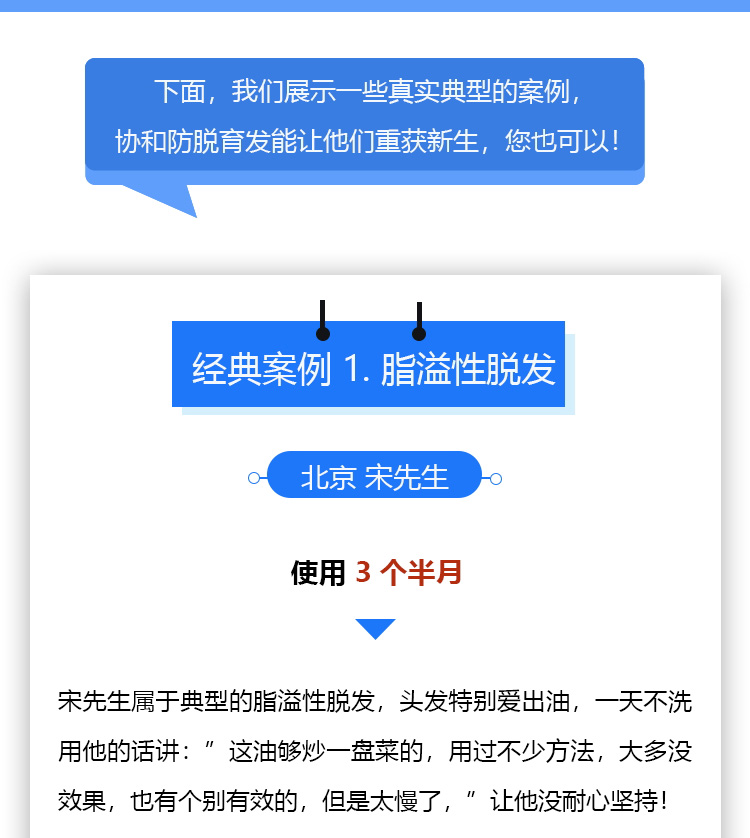 下面，我们展示一些真实典型的案例，
协和防脱育发能让他们重获新生，您也可以！
经典案例 1. 脂溢性脱发
北京 宋先生
使用 3 个半月
宋先生属于典型的脂溢性脱发，头发特别爱出油，一天不洗
用他的话讲：”这油够炒一盘菜的，用过不少方法，大多没
效果，也有个别有效的，但是太慢了，”让他没耐心坚持！